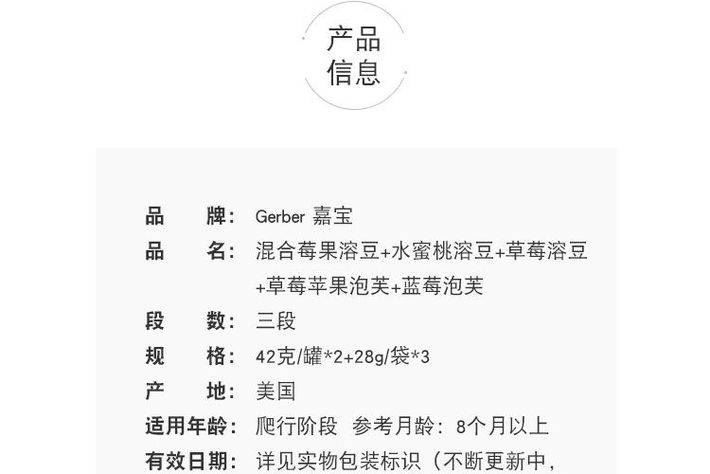 产品
信息
品 牌： Gerber 嘉宝
品 名： 混合莓果溶豆+水蜜桃溶豆+草莓溶豆
+草莓苹果泡芙+蓝莓泡芙
段 数： 三段
规 格： 42克/罐*2+28g/袋*3
产 地： 美国
适用年龄： 爬行阶段 参考月龄：8个月以上
有效日期： 详见实物包装标识（不断更新中，